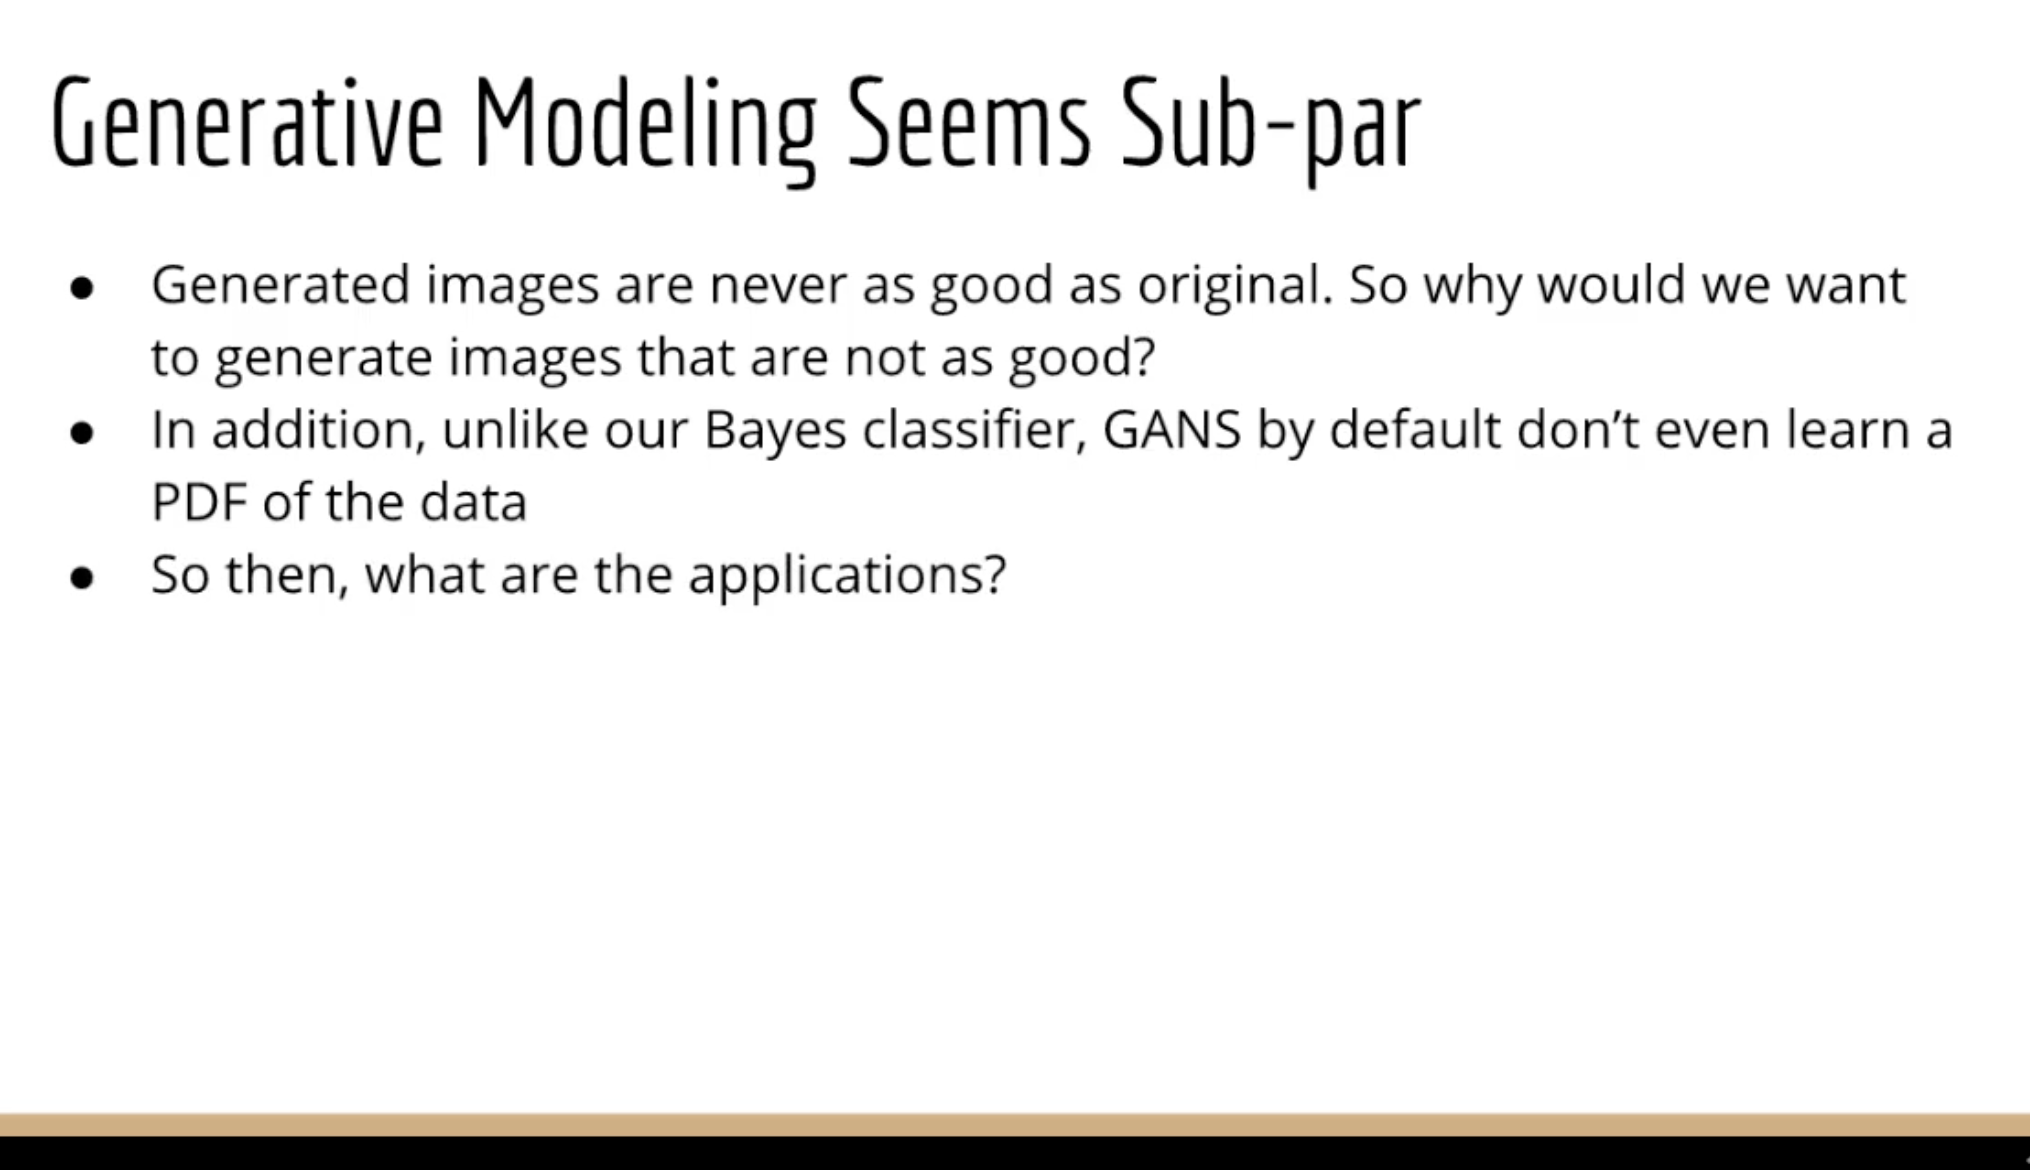 Generative Modeling Seems Sub-par
● Generated images are never as good as original. So why would we want
to generate images that are not as good?
● In addition, unlike our Bayes classifier, GANS by default don’t even learn a
PDF of the data
● So then, what are the applications?